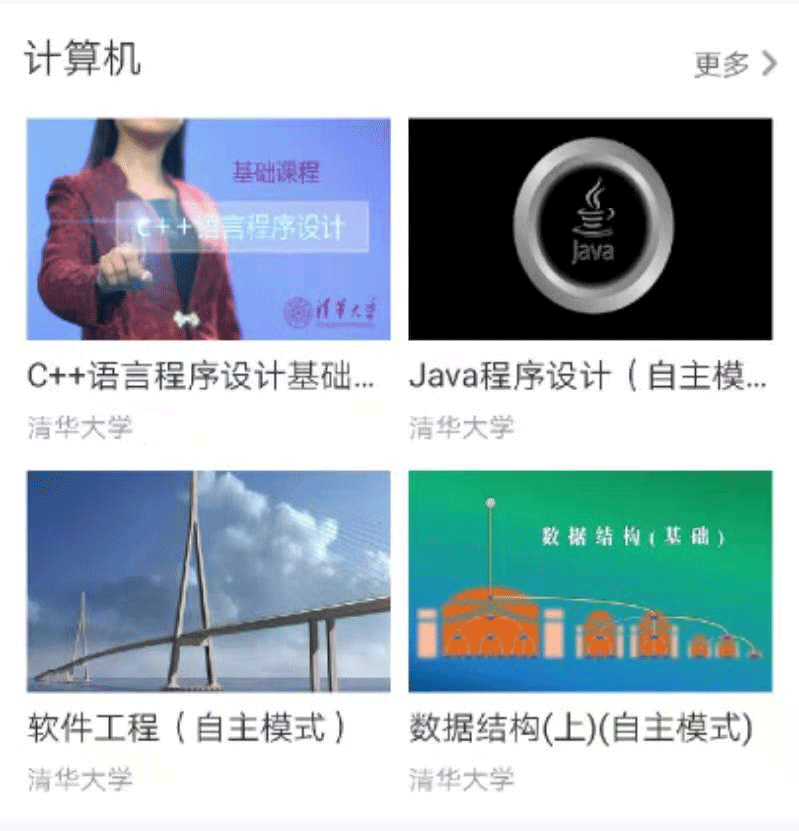 计算机
更多
基础课程
C++语言程序设计
清华大学
Java
C++语言程序设计基础...
Java程序设计（自主模...
清华大学
清华大学
数据结构(基础)
软件工程（自主模式）
数据结构(上)(自主模式)
清华大学
清华大学